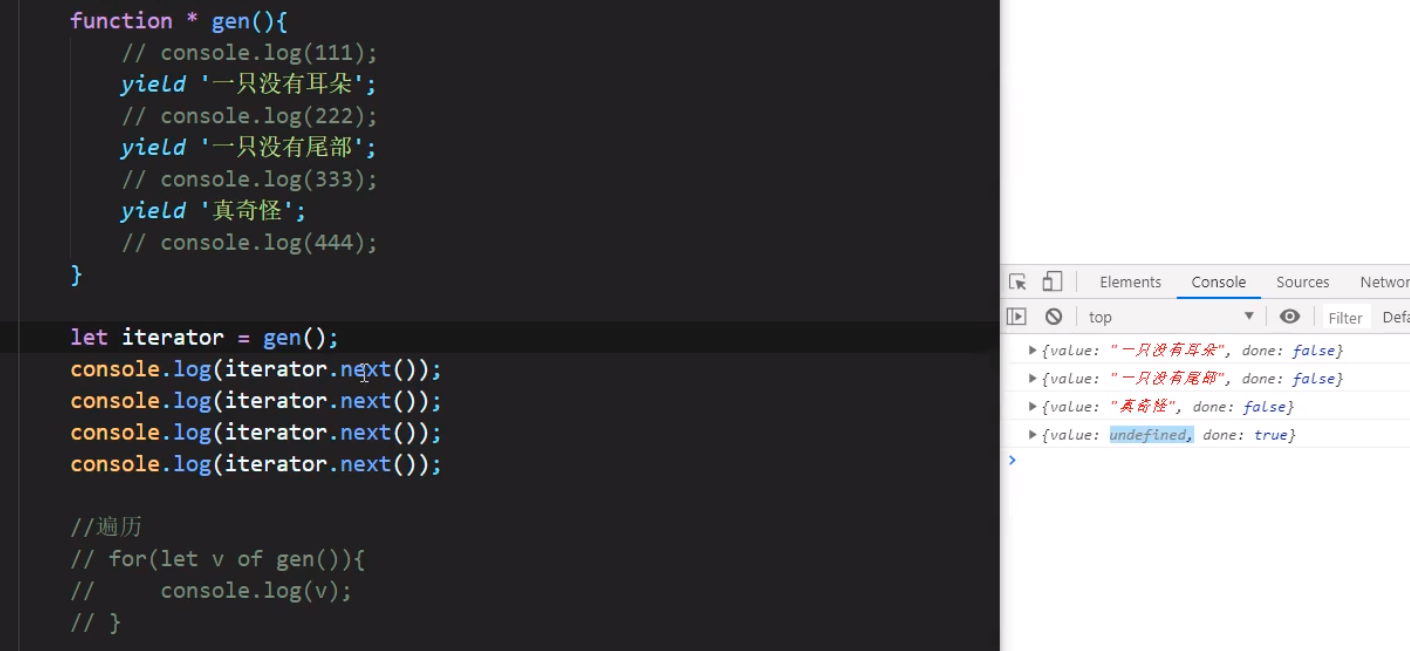 function * gen(){
// console.log(111);
yield '一只没有耳朵';
// console.log(222);
yield '一只没有尾部';
// console.log(333);
yield '真奇怪';
// console.log(444);
}
let iterator = gen();
console.log(iterator.next());
console.log(iterator.next());
console.log(iterator.next());
console.log(iterator.next());
//遍历
// for(let v of gen()){
//     console.log(v);
// }
Elements Console Sources Networ
top Filter Defa
{value: "一只没有耳朵", done: false}
{value: "一只没有尾部", done: false}
{value: "真奇怪", done: false}
{value: undefined, done: true}